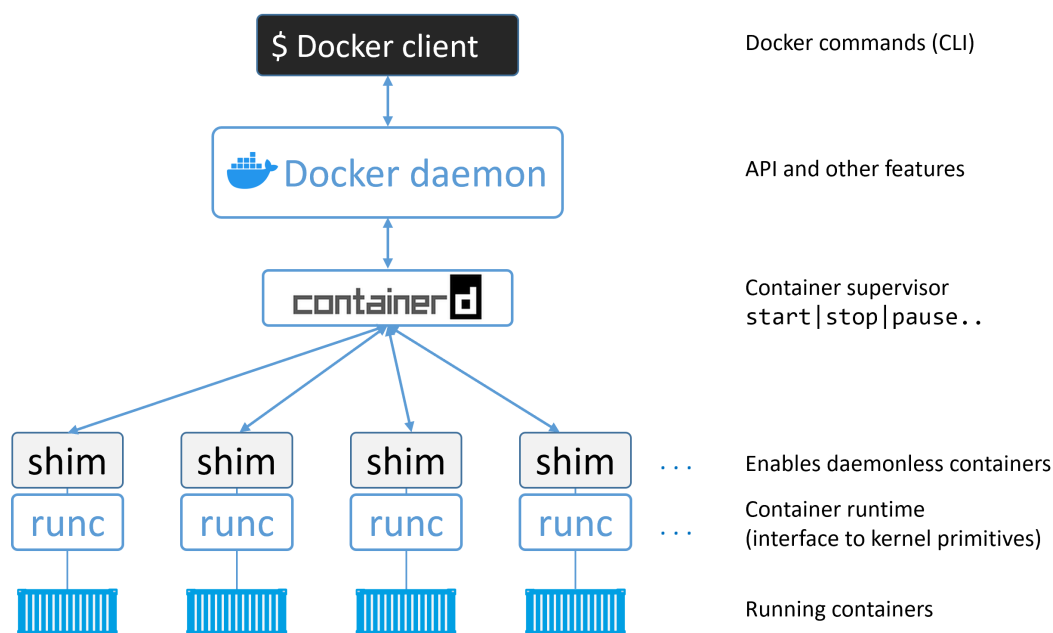 $ Docker client
Docker commands (CLI)
Docker daemon
API and other features
containerd
Container supervisor
start|stop|pause..
shim shim shim shim ...
Enables daemonless containers
runc runc runc runc ...
Container runtime
(interface to kernel primitives)
Running containers